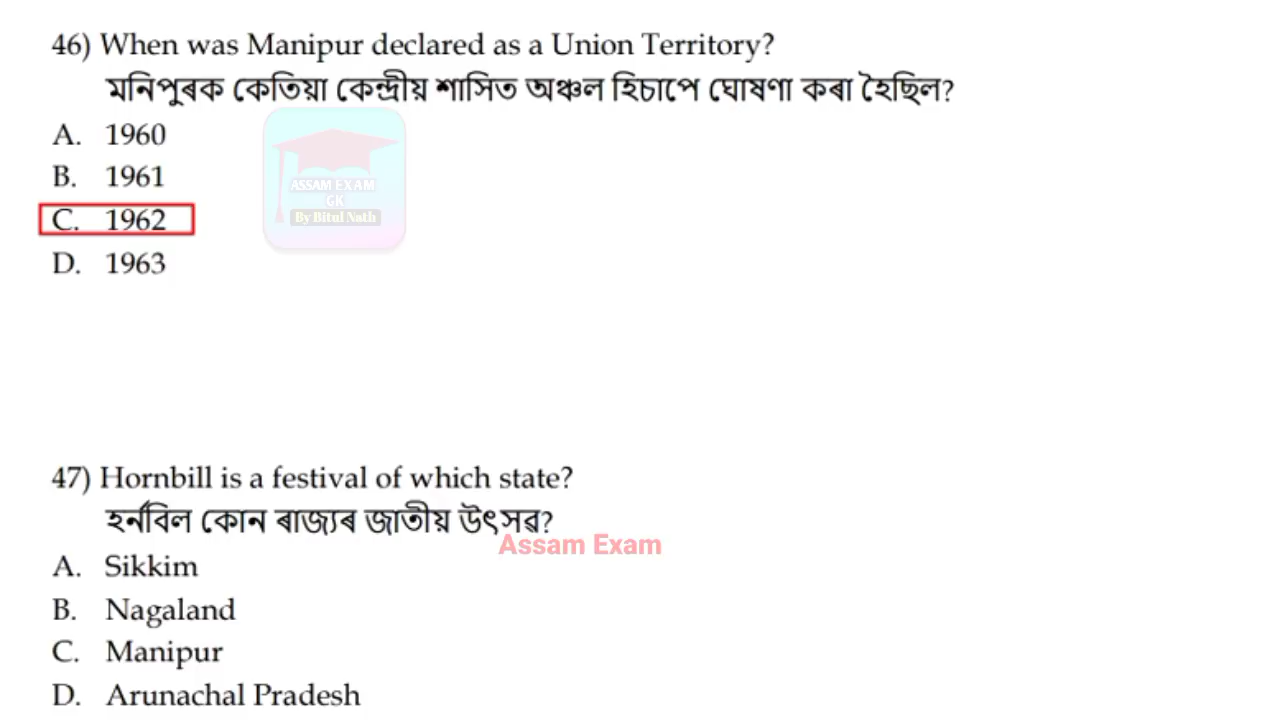 46) When was Manipur declared as a Union Territory?
মনিপুৰক কেতিয়া কেন্দ্ৰীয় শাসিত অঞ্চল হিচাপে ঘোষণা কৰা হৈছিল?
A. 1960
B. 1961
C. 1962
D. 1963
ASSAM EXAM
GK
By Bitul Nath
47) Hornbill is a festival of which state?
হৰ্নবিল কোন ৰাজ্যৰ জাতীয় উৎসৱ?
Assam Exam
A. Sikkim
B. Nagaland
C. Manipur
D. Arunachal Pradesh